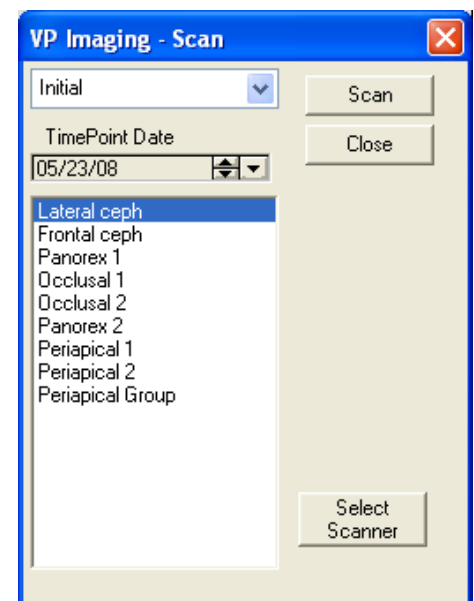 VP Imaging - Scan
Initial
Scan
TimePoint Date
Close
05/23/08
Lateral ceph
Frontal ceph
Panorex 1
Occlusal 1
Occlusal 2
Panorex 2
Periapical 1
Periapical 2
Periapical Group
Select
Scanner